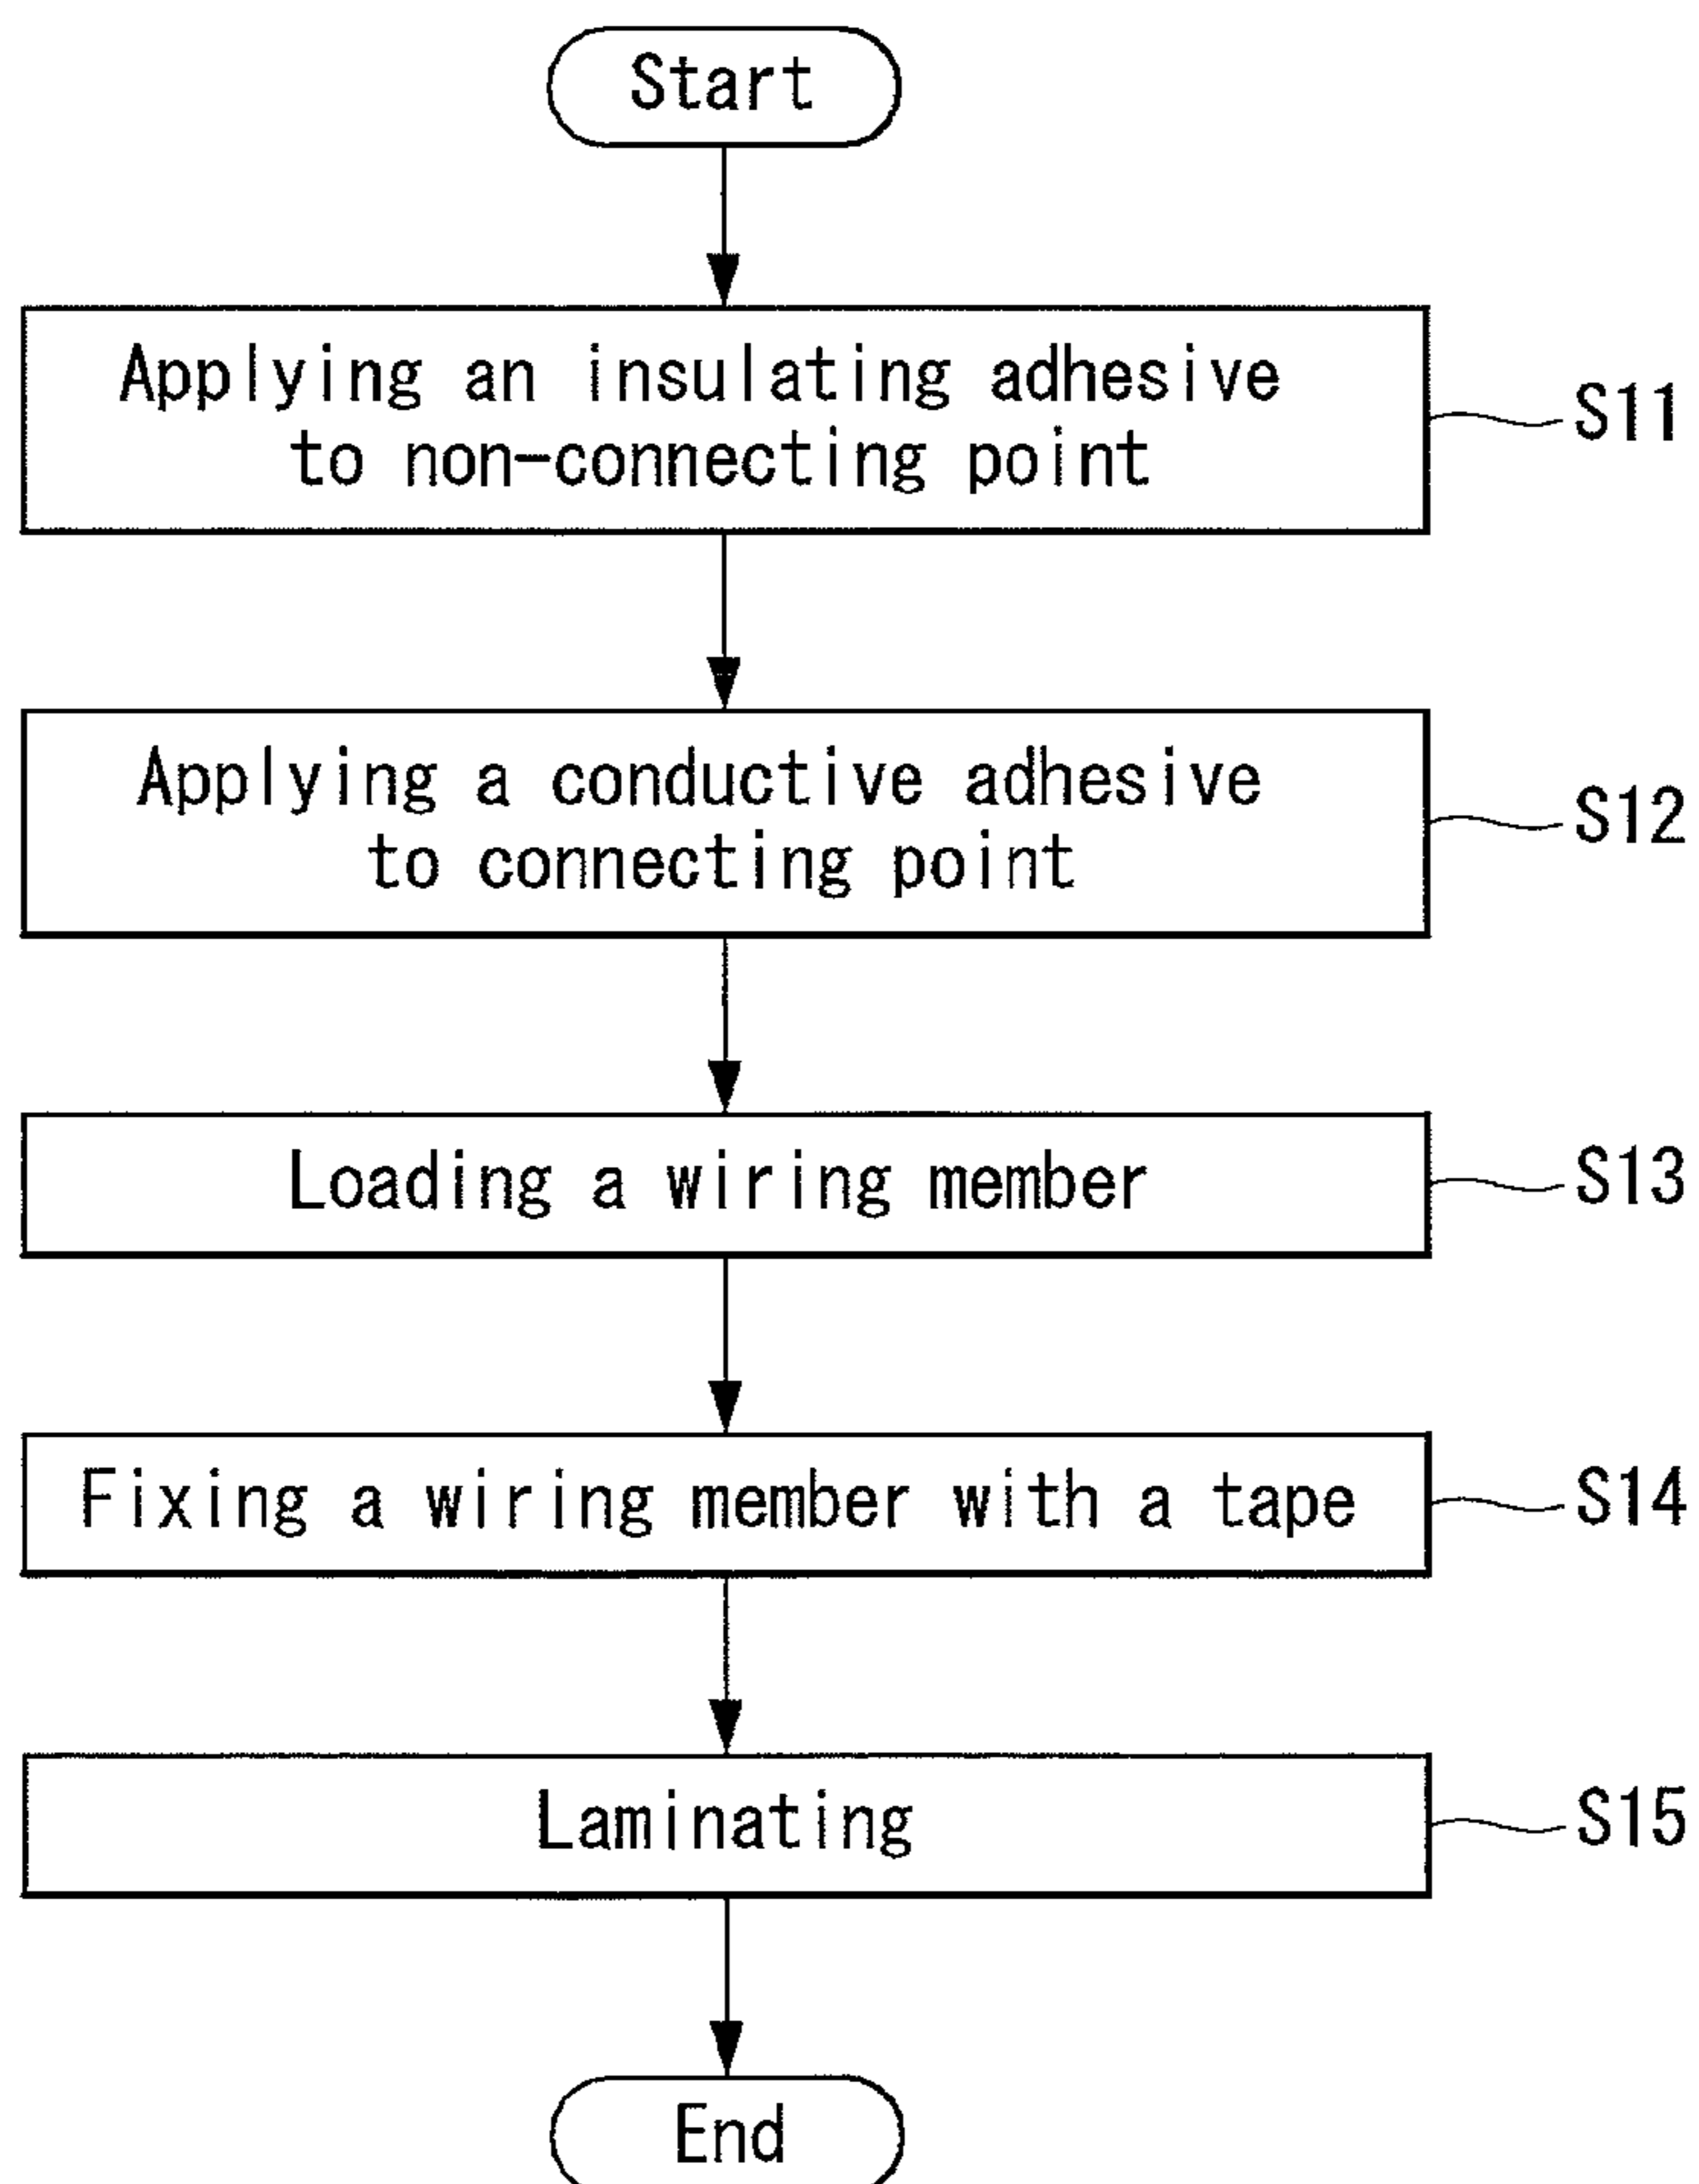 Start
Applying an insulating adhesive
to non-connecting point
S11
Applying a conductive adhesive
to connecting point
S12
Loading a wiring member
S13
Fixing a wiring member with a tape
S14
Laminating
S15
End